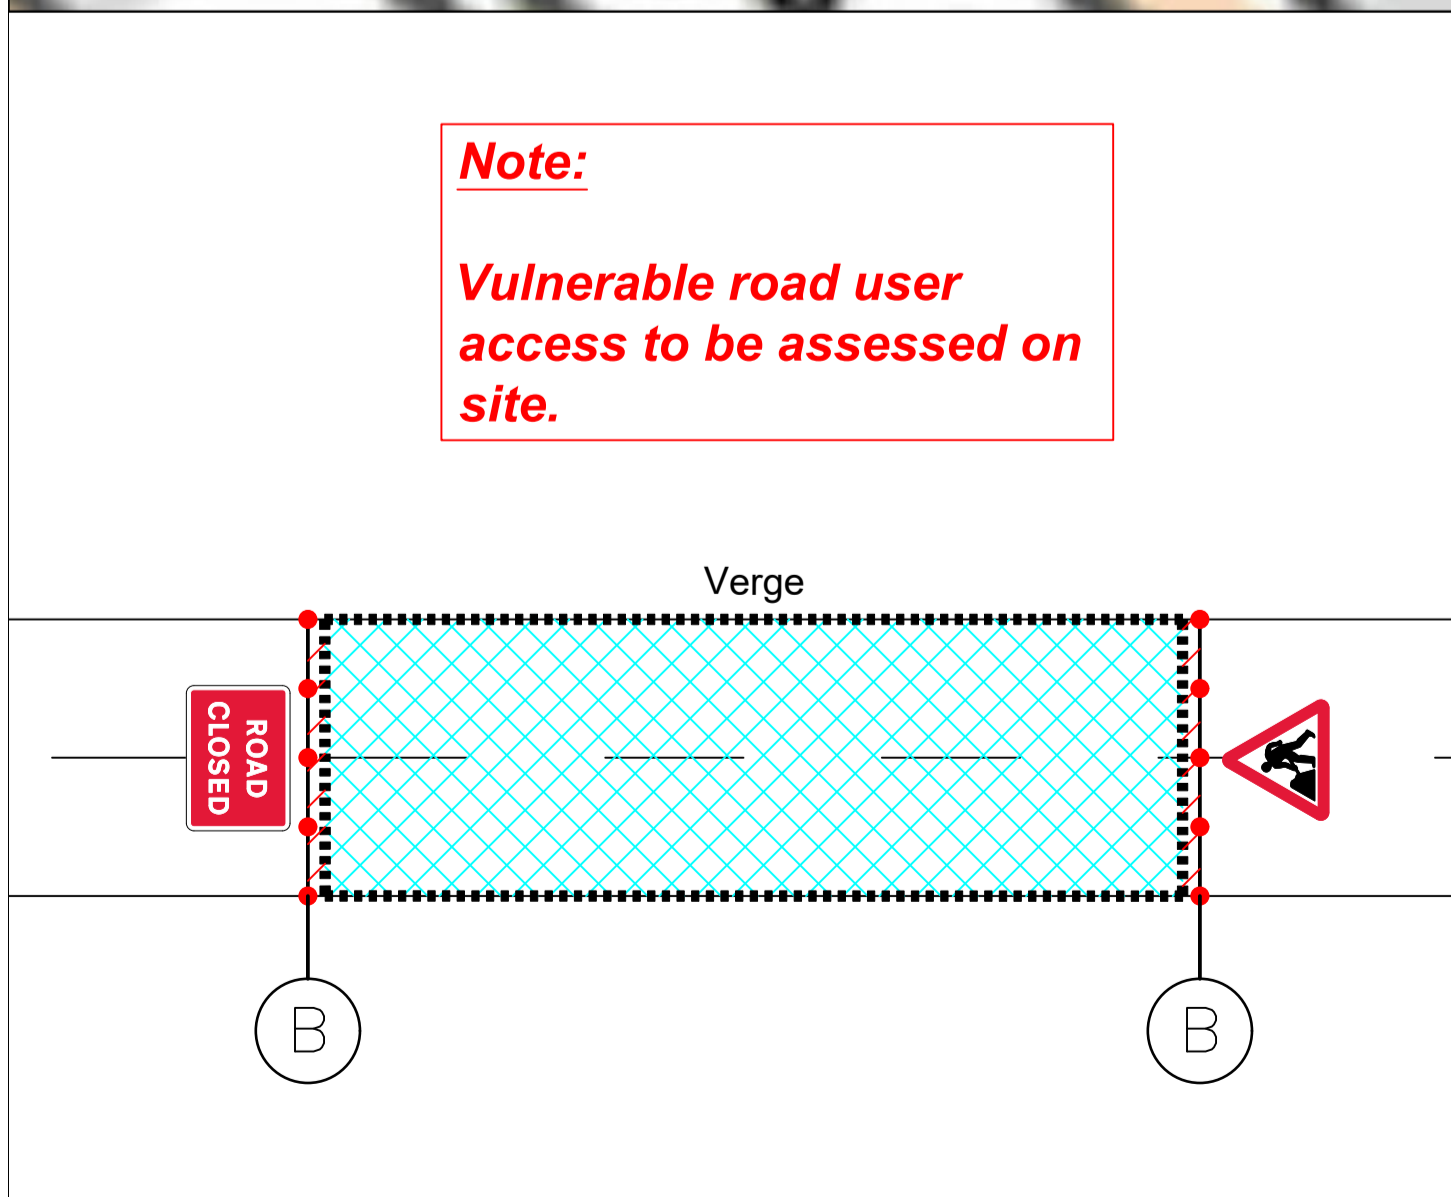 Note:
Vulnerable road user
access to be assessed on
site.
Verge
ROAD
CLOSED
B
B